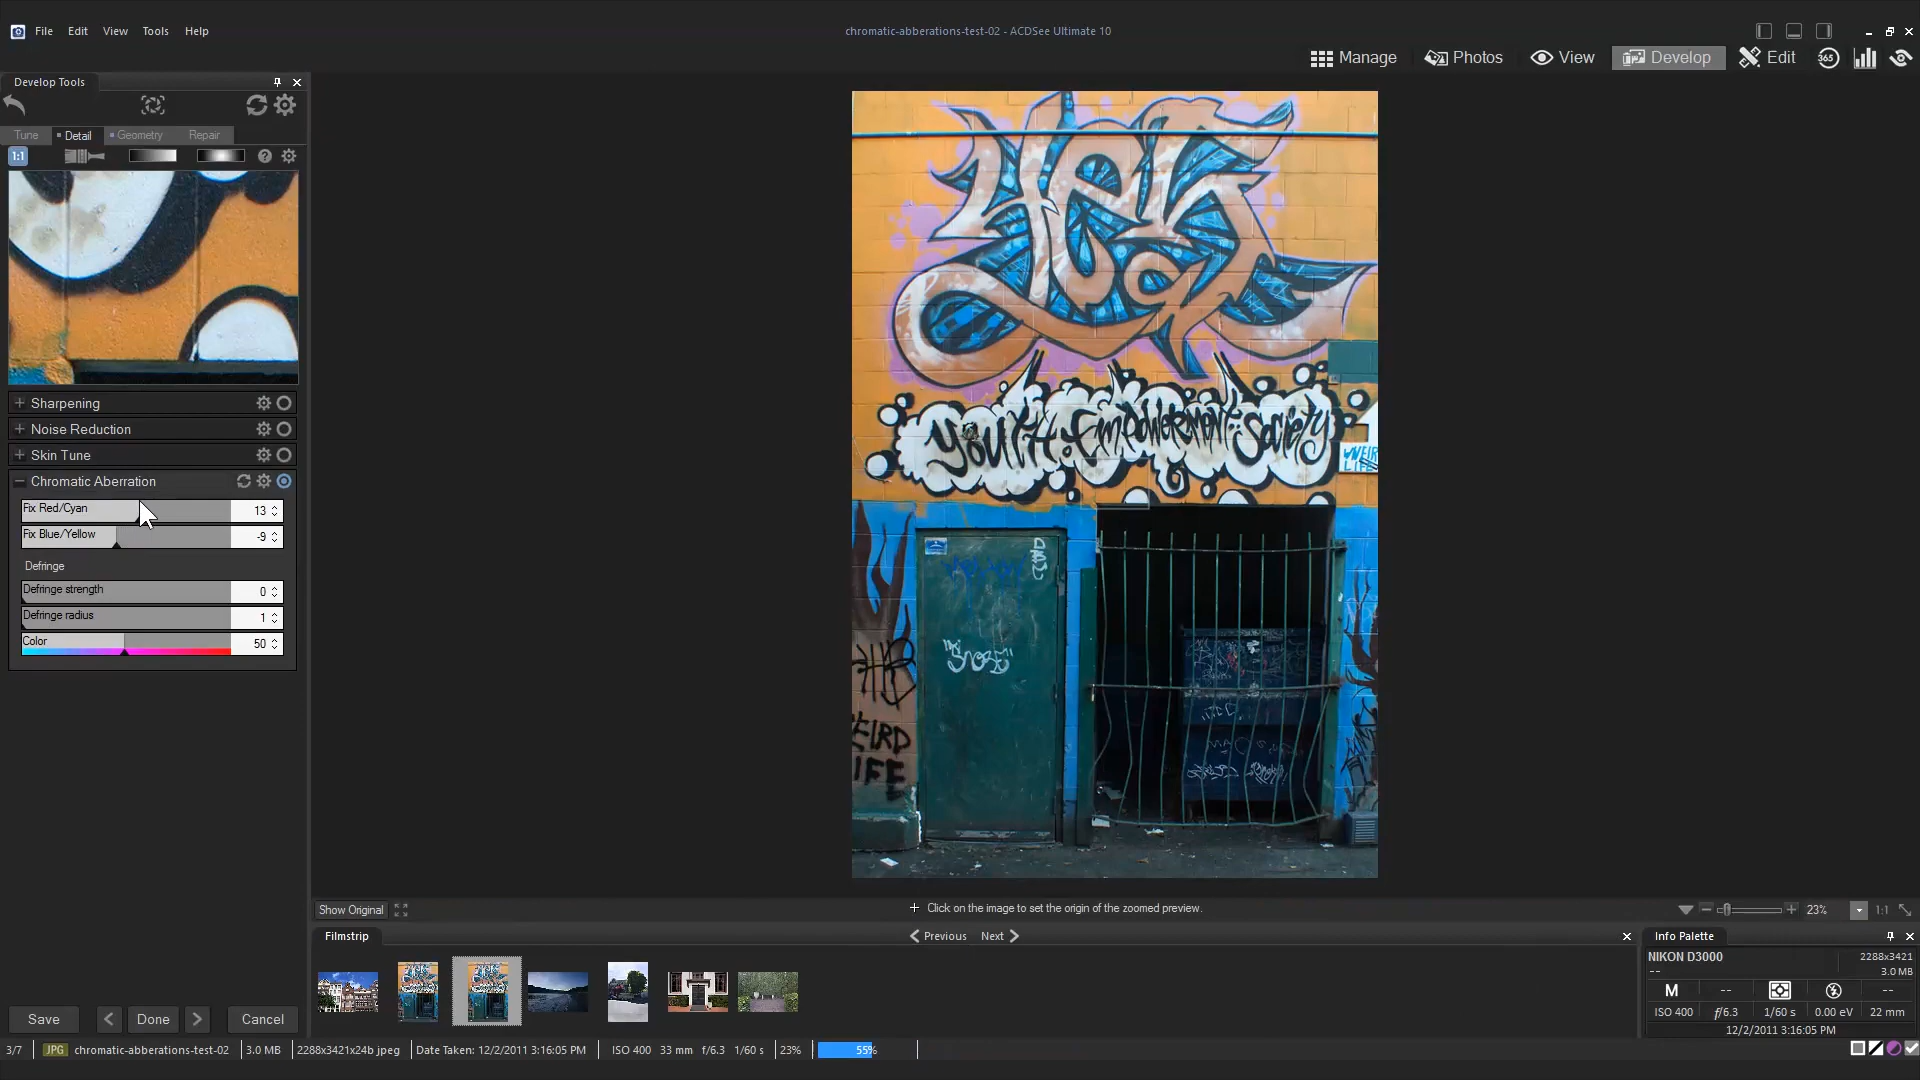 File Edit View Tools Help
chromatic-abberations-test-02 - ACDSee Ultimate 10
Manage Photos View Develop Edit 365
Develop Tools
Tune Detail Geometry Repair
1:1
Sharpening
Noise Reduction
Skin Tune
Chromatic Aberration
Fix Red/Cyan 13
Fix Blue/Yellow -9
Defringe
Defringe strength 0
Defringe radius 1
Color 50
Youth Empowerment Society
WEIRD
LIFE
Show Original
Click on the image to set the origin of the zoomed preview.
23% 1:1
Filmstrip
Previous Next
Info Palette
NIKON D3000 2288x3421
-- 3.0 MB
M -- --
ISO 400 f/6.3 1/60 s 0.00 eV 22 mm
12/2/2011 3:16:05 PM
Save Done Cancel
3/7 JPG chromatic-abberations-test-02 3.0 MB 2288x3421x24b jpeg Date Taken: 12/2/2011 3:16:05 PM ISO 400 33 mm f/6.3 1/60 s 23% 55%